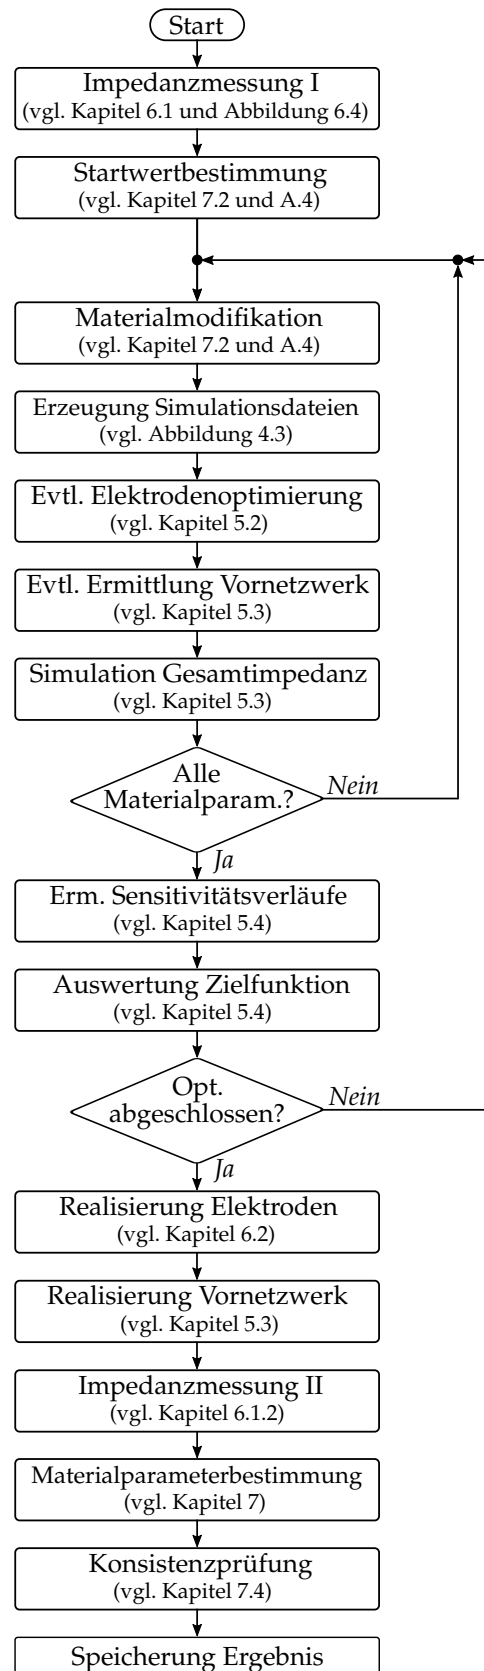 Start
Impedanzmessung I
(vgl. Kapitel 6.1 und Abbildung 6.4)
Startwertbestimmung
(vgl. Kapitel 7.2 und A.4)
Materialmodifikation
(vgl. Kapitel 7.2 und A.4)
Erzeugung Simulationsdateien
(vgl. Abbildung 4.3)
Evtl. Elektrodenoptimierung
(vgl. Kapitel 5.2)
Evtl. Ermittlung Vornetzwerk
(vgl. Kapitel 5.3)
Simulation Gesamtimpedanz
(vgl. Kapitel 5.3)
Alle
Materialparam.?
Nein
Ja
Erm. Sensitivitätsverläufe
(vgl. Kapitel 5.4)
Auswertung Zielfunktion
(vgl. Kapitel 5.4)
Opt.
abgeschlossen?
Nein
Ja
Realisierung Elektroden
(vgl. Kapitel 6.2)
Realisierung Vornetzwerk
(vgl. Kapitel 5.3)
Impedanzmessung II
(vgl. Kapitel 6.1.2)
Materialparameterbestimmung
(vgl. Kapitel 7)
Konsistenzprüfung
(vgl. Kapitel 7.4)
Speicherung Ergebnis